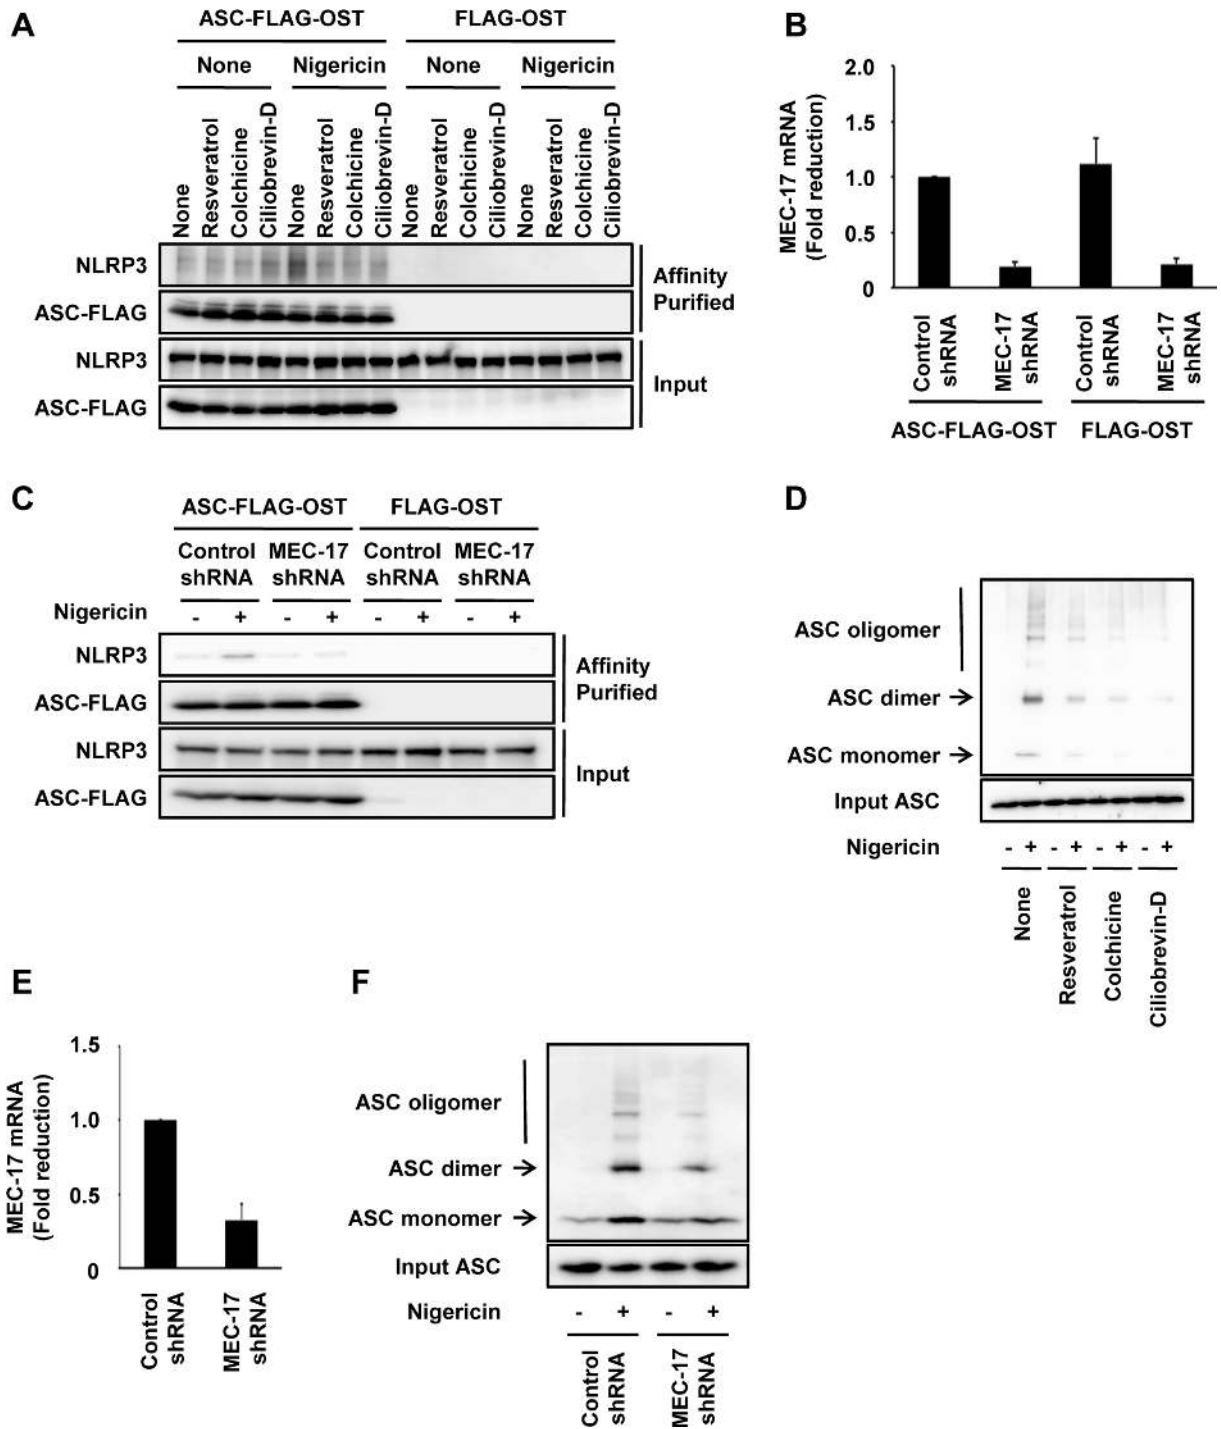 A
ASC-FLAG-OST FLAG-OST
None Nigericin None Nigericin
None Resveratrol Colchicine Ciliobrevin-D None Resveratrol Colchicine Ciliobrevin-D None Resveratrol Colchicine Ciliobrevin-D None Resveratrol Colchicine Ciliobrevin-D
NLRP3
ASC-FLAG
Affinity
Purified
NLRP3
ASC-FLAG
Input
B
MEC-17 mRNA
(Fold reduction)
2.0
1.5
1.0
0.5
0
Control
shRNA
MEC-17
shRNA
Control
shRNA
MEC-17
shRNA
ASC-FLAG-OST FLAG-OST
C
ASC-FLAG-OST FLAG-OST
Control MEC-17 Control MEC-17
shRNA shRNA shRNA shRNA
Nigericin - + - + - + - +
NLRP3
ASC-FLAG
Affinity
Purified
NLRP3
ASC-FLAG
Input
D
ASC oligomer
ASC dimer →
ASC monomer →
Input ASC
Nigericin - + - + - + - +
None Resveratrol Colchicine Ciliobrevin-D
E
MEC-17 mRNA
(Fold reduction)
1.5
1.0
0.5
0
Control
shRNA
MEC-17
shRNA
F
ASC oligomer
ASC dimer →
ASC monomer →
Input ASC
Nigericin - + - +
Control
shRNA
MEC-17
shRNA